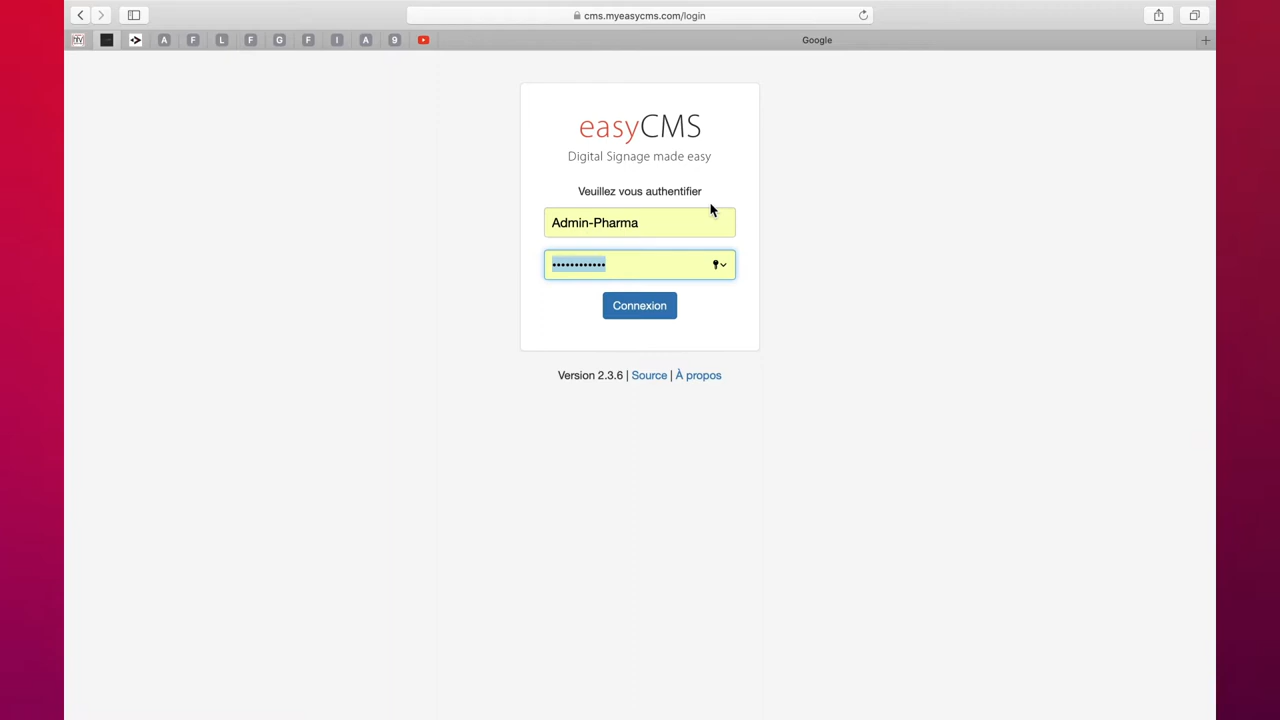 cms.myeasycms.com/login
A F L F G F I A 9
Google
easyCMS
Digital Signage made easy
Veuillez vous authentifier
Admin-Pharma
••••••••••••
Connexion
Version 2.3.6 | Source | À propos